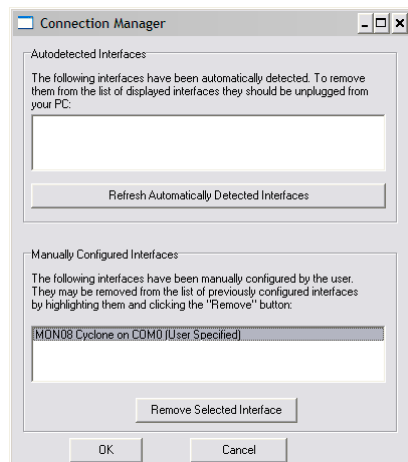 Connection Manager
Autodetected Interfaces
The following interfaces have been automatically detected. To remove
them from the list of displayed interfaces they should be unplugged from
your PC:
Refresh Automatically Detected Interfaces
Manually Configured Interfaces
The following interfaces have been manually configured by the user.
They may be removed from the list of previously configured interfaces
by highlighting them and clicking the "Remove" button:
MON08 Cyclone on COM0 (User Specified)
Remove Selected Interface
OK
Cancel